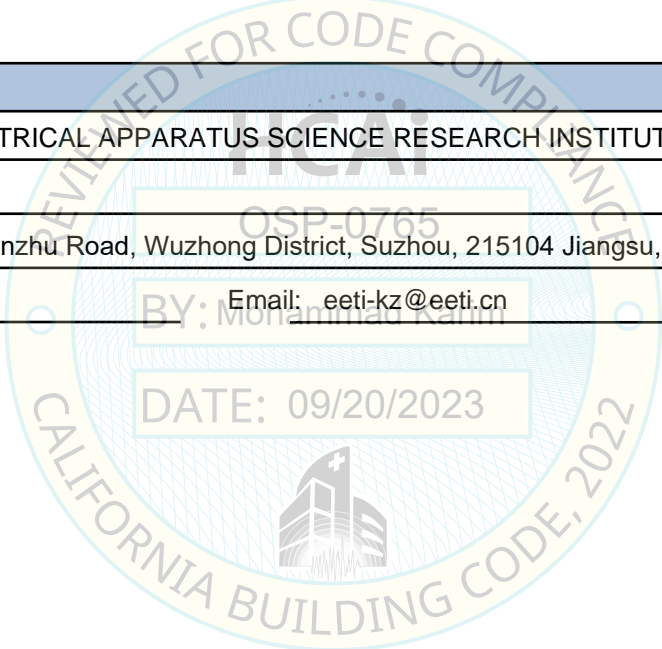 REVIEWED FOR CODE COMPLIANCE
HCAi
TRICAL APPARATUS SCIENCE RESEARCH INSTITUT
OSP-0765
nzhu Road, Wuzhong District, Suzhou, 215104 Jiangsu,
Email: eeti-kz@eeti.cn
BY: Mohammad Karim
DATE: 09/20/2023
CALIFORNIA BUILDING CODE, 2022